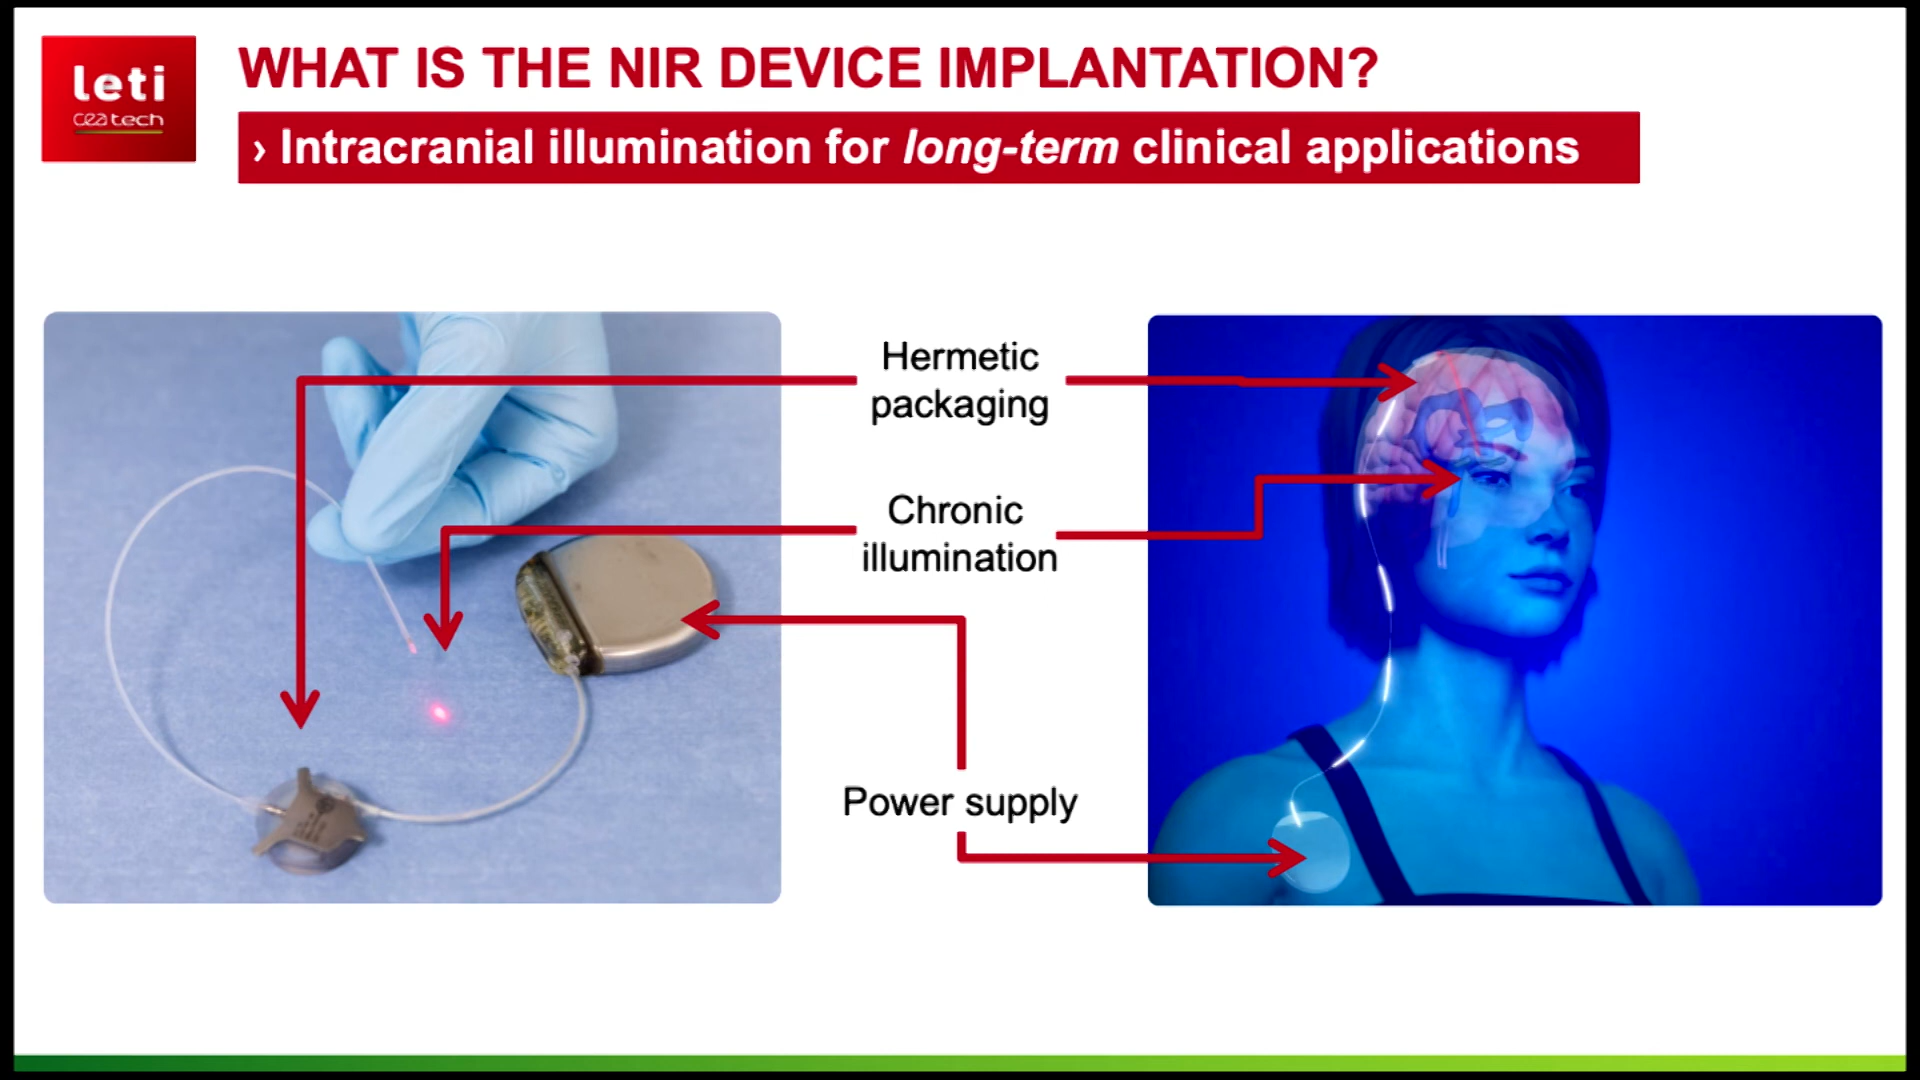 leti
cea tech
WHAT IS THE NIR DEVICE IMPLANTATION?
› Intracranial illumination for long-term clinical applications
Hermetic
packaging
Chronic
illumination
Power supply